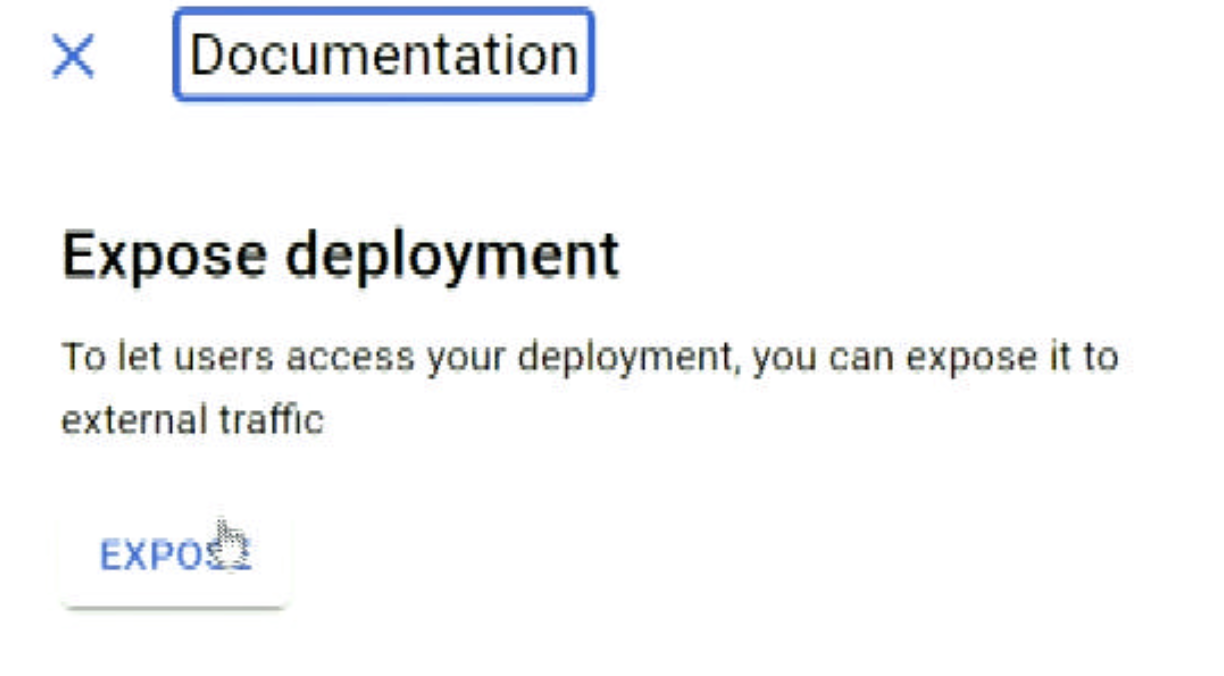 Documentation
Expose deployment
To let users access your deployment, you can expose it to
external traffic
EXPOSE